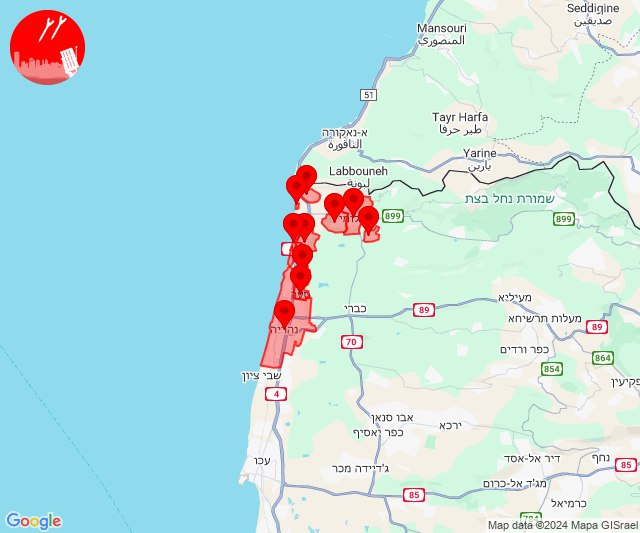 Seddigine
صديقين
Mansouri
المنصوري
51
Tayr Harfa
طير حرفا
א-נאקורה
الناقورة
Yarine
يارين
Labbouneh
لبونة
שמורת נחל בצת
899
899
כברי
מעיליא
89
מעלות תרשיחא
89
נהריה
70
כפר ורדים
864
854
פקיעין
שבי ציון
4
אבו סנאן
ירכא
כפר יאסיף
עכו
ג'דיידה מכר
דיר אל-אסד
נחף
85
מג'ד אל-כרום
85
כרמיאל
784
Google
Map data ©2024 Mapa GISrael